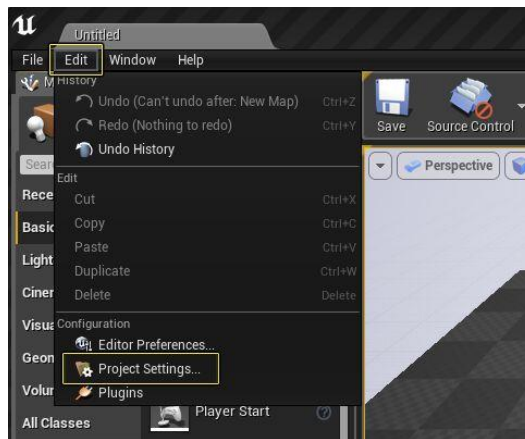 Untitled
File Edit Window Help
History
Undo (Can't undo after: New Map) Ctrl+Z
Redo (Nothing to redo) Ctrl+Y
Undo History
Save Source Control
Perspective
Sear
Edit
Cut Ctrl+X
Copy Ctrl+C
Paste Ctrl+V
Duplicate Ctrl+W
Delete Delete
Rece
Basic
Light
Ciner
Visua
Geon
Volur
All Classes
Configuration
Editor Preferences...
Project Settings...
Plugins
Player Start